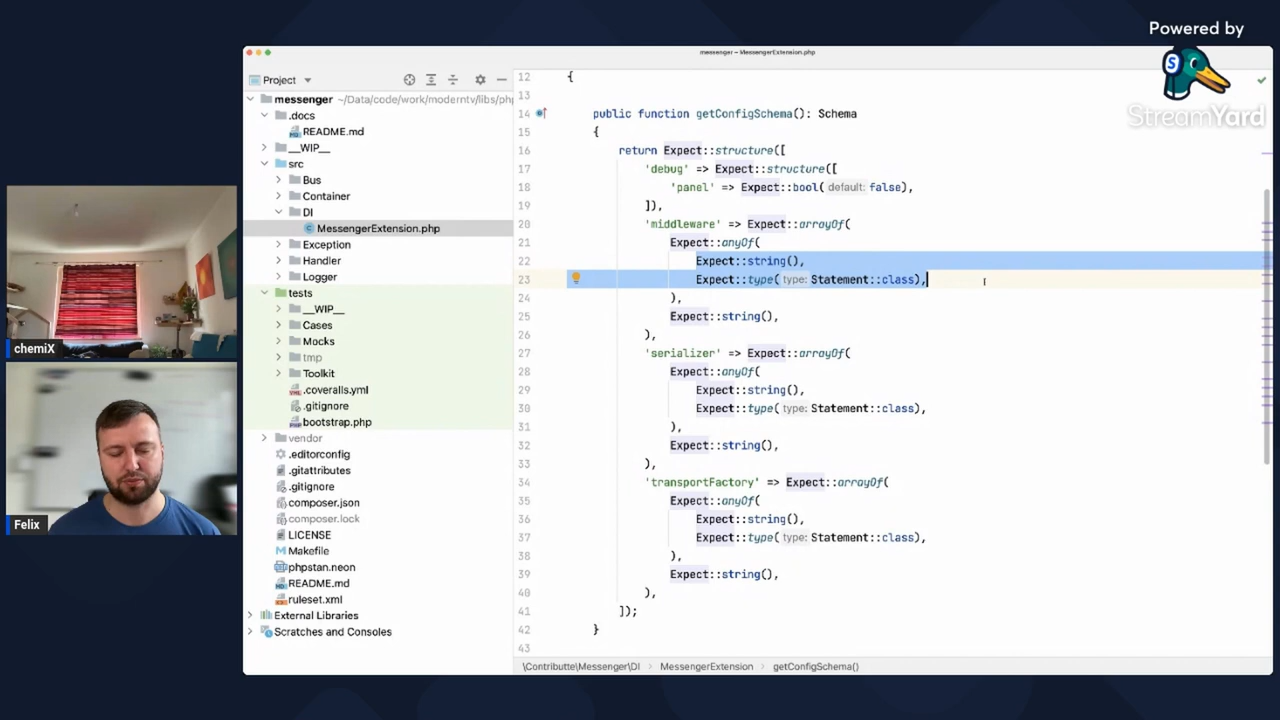 Powered by
StreamYard
messenger – MessengerExtension.php
Project
messenger ~/Data/code/work/moderntv/libs/php
.docs
README.md
__WIP__
src
Bus
Container
DI
MessengerExtension.php
Exception
Handler
Logger
tests
__WIP__
Cases
Mocks
tmp
Toolkit
.coveralls.yml
.gitignore
bootstrap.php
vendor
.editorconfig
.gitattributes
.gitignore
composer.json
composer.lock
LICENSE
Makefile
phpstan.neon
README.md
ruleset.xml
External Libraries
Scratches and Consoles
12 {
13
14 public function getConfigSchema(): Schema
15 {
16 return Expect::structure([
17 'debug' => Expect::structure([
18 'panel' => Expect::bool( default: false),
19 ]),
20 'middleware' => Expect::arrayOf(
21 Expect::anyOf(
22 Expect::string(),
23 Expect::type( type: Statement::class),
24 ),
25 Expect::string(),
26 ),
27 'serializer' => Expect::arrayOf(
28 Expect::anyOf(
29 Expect::string(),
30 Expect::type( type: Statement::class),
31 ),
32 Expect::string(),
33 ),
34 'transportFactory' => Expect::arrayOf(
35 Expect::anyOf(
36 Expect::string(),
37 Expect::type( type: Statement::class),
38 ),
39 Expect::string(),
40 ),
41 ]);
42 }
43
\Contributte\Messenger\DI > MessengerExtension > getConfigSchema()
chemiX
Felix